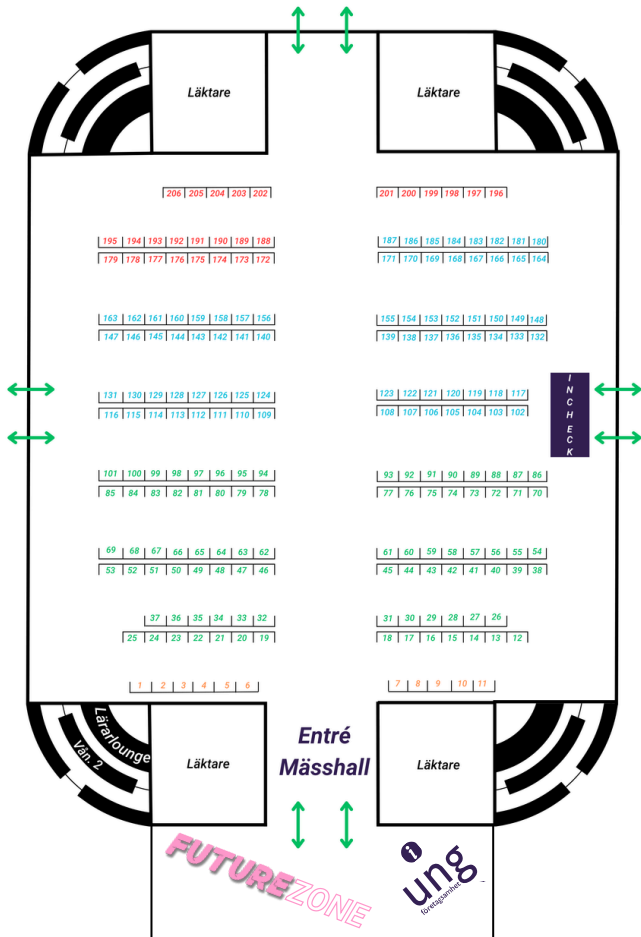 Läktare
Läktare
206 205 204 203 202
201 200 199 198 197 196
195 194 193 192 191 190 189 188
187 186 185 184 183 182 181 180
179 178 177 176 175 174 173 172
171 170 169 168 167 166 165 164
163 162 161 160 159 158 157 156
155 154 153 152 151 150 149 148
147 146 145 144 143 142 141 140
139 138 137 136 135 134 133 132
131 130 129 128 127 126 125 124
123 122 121 120 119 118 117
116 115 114 113 112 111 110 109
108 107 106 105 104 103 102
INCHECK
101 100 99 98 97 96 95 94
93 92 91 90 89 88 87 86
85 84 83 82 81 80 79 78
77 76 75 74 73 72 71 70
69 68 67 66 65 64 63 62
61 60 59 58 57 56 55 54
53 52 51 50 49 48 47 46
45 44 43 42 41 40 39 38
37 36 35 34 33 32
31 30 29 28 27 26
25 24 23 22 21 20 19
18 17 16 15 14 13 12
1 2 3 4 5 6
7 8 9 10 11
Lärarlounge
Vån. 2
Läktare
Entré
Mässhall
Läktare
FUTUREZONE
i
ung
företagsamhet